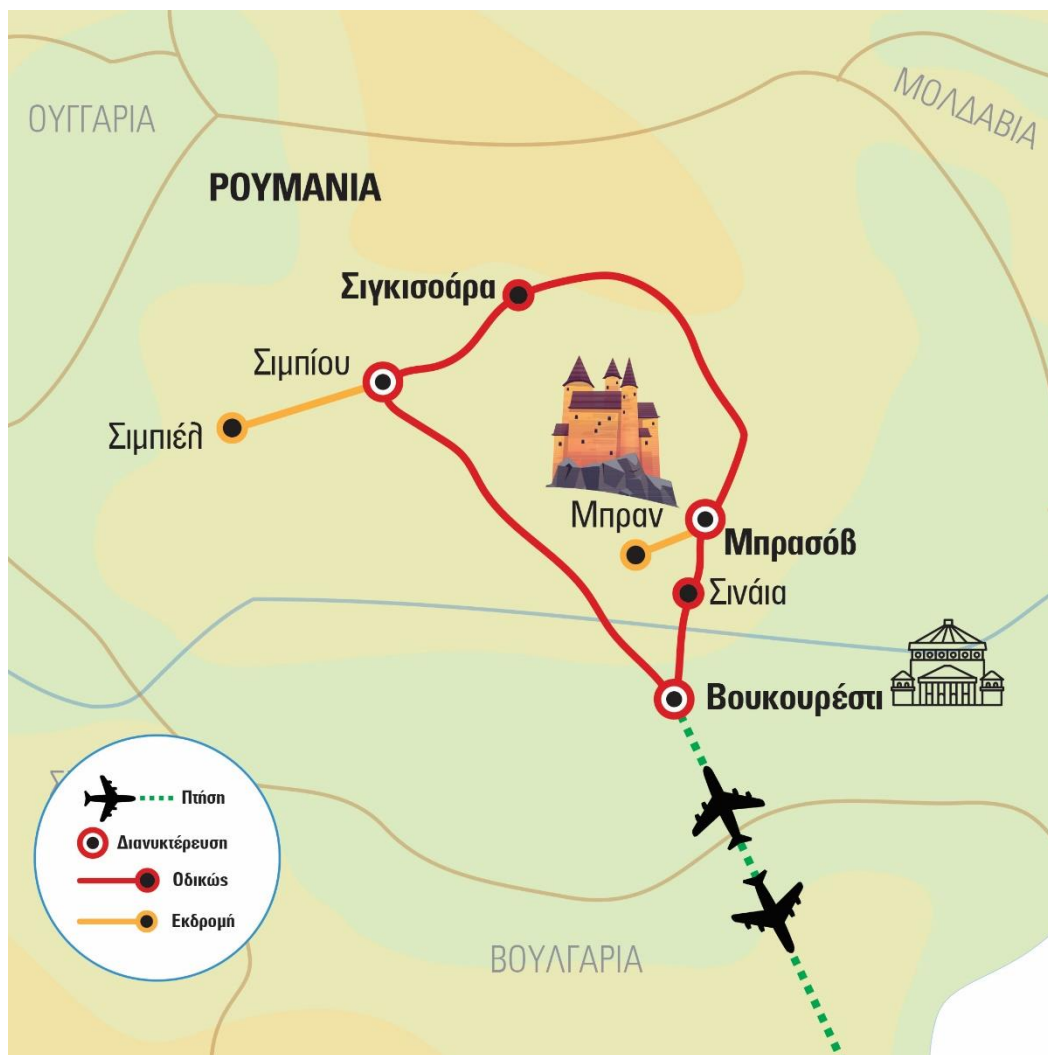 ΟΥΓΓΑΡΙΑ
ΜΟΛΔΑΒΙΑ
ΡΟΥΜΑΝΙΑ
Σιγκισοάρα
Σιμπίου
Σιμπιέλ
Μπραν
Μπρασόβ
Σινάια
Βουκουρέστι
Πτήση
Διανυκτέρευση
Οδικώς
Εκδρομή
ΒΟΥΛΓΑΡΙΑ